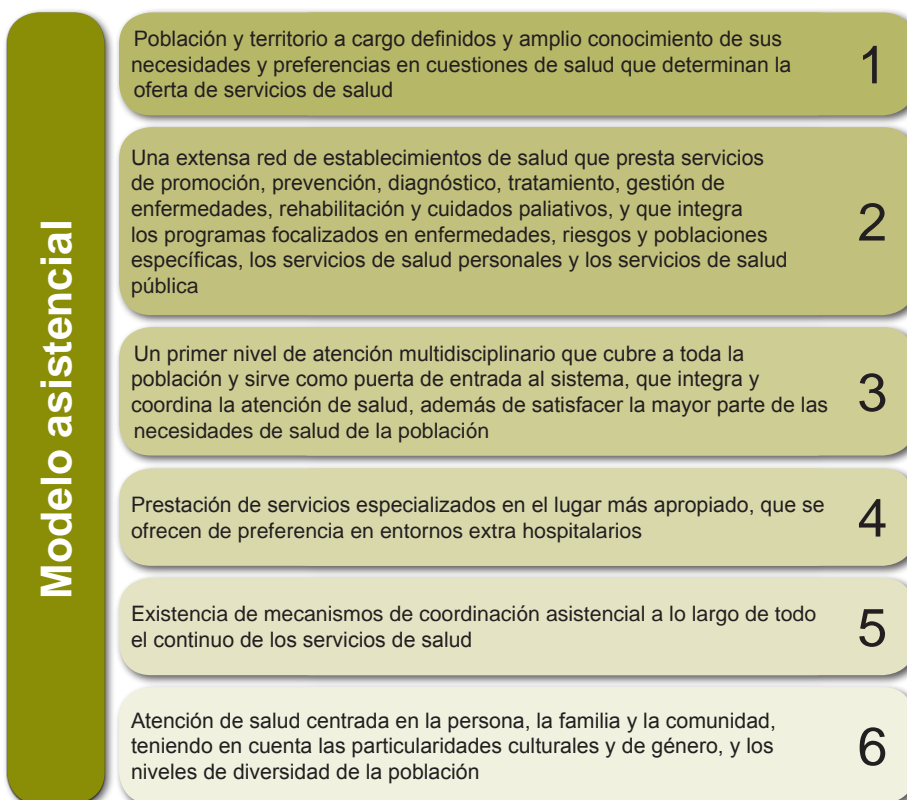 Modelo asistencial
Población y territorio a cargo definidos y amplio conocimiento de sus
necesidades y preferencias en cuestiones de salud que determinan la
oferta de servicios de salud
1
Una extensa red de establecimientos de salud que presta servicios
de promoción, prevención, diagnóstico, tratamiento, gestión de
enfermedades, rehabilitación y cuidados paliativos, y que integra
los programas focalizados en enfermedades, riesgos y poblaciones
específicas, los servicios de salud personales y los servicios de salud
pública
2
Un primer nivel de atención multidisciplinario que cubre a toda la
población y sirve como puerta de entrada al sistema, que integra y
coordina la atención de salud, además de satisfacer la mayor parte de las
necesidades de salud de la población
3
Prestación de servicios especializados en el lugar más apropiado, que se
ofrecen de preferencia en entornos extra hospitalarios
4
Existencia de mecanismos de coordinación asistencial a lo largo de todo
el continuo de los servicios de salud
5
Atención de salud centrada en la persona, la familia y la comunidad,
teniendo en cuenta las particularidades culturales y de género, y los
niveles de diversidad de la población
6